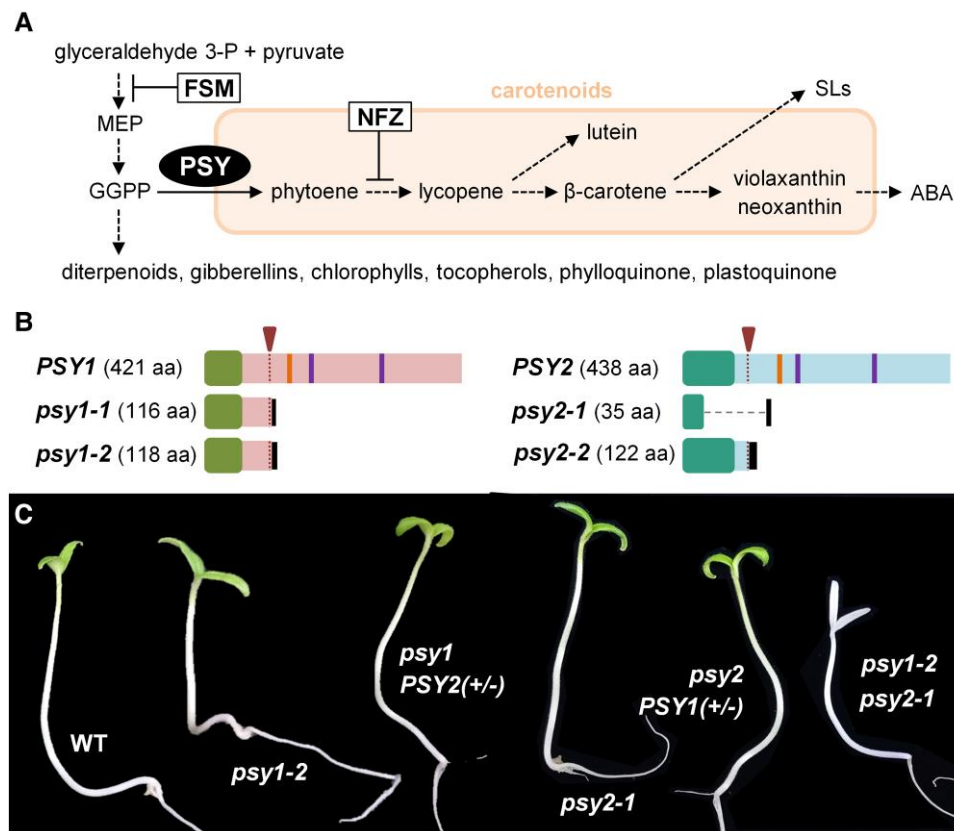 A
glyceraldehyde 3-P + pyruvate
FSM
carotenoids
SLs
MEP
NFZ
lutein
PSY
GGPP
phytoene
lycopene
β-carotene
violaxanthin
neoxanthin
ABA
diterpenoids, gibberellins, chlorophylls, tocopherols, phylloquinone, plastoquinone
B
PSY1 (421 aa)
psy1-1 (116 aa)
psy1-2 (118 aa)
PSY2 (438 aa)
psy2-1 (35 aa)
psy2-2 (122 aa)
C
WT
psy1-2
psy1
PSY2(+/-)
psy2-1
psy2
PSY1(+/-)
psy1-2
psy2-1